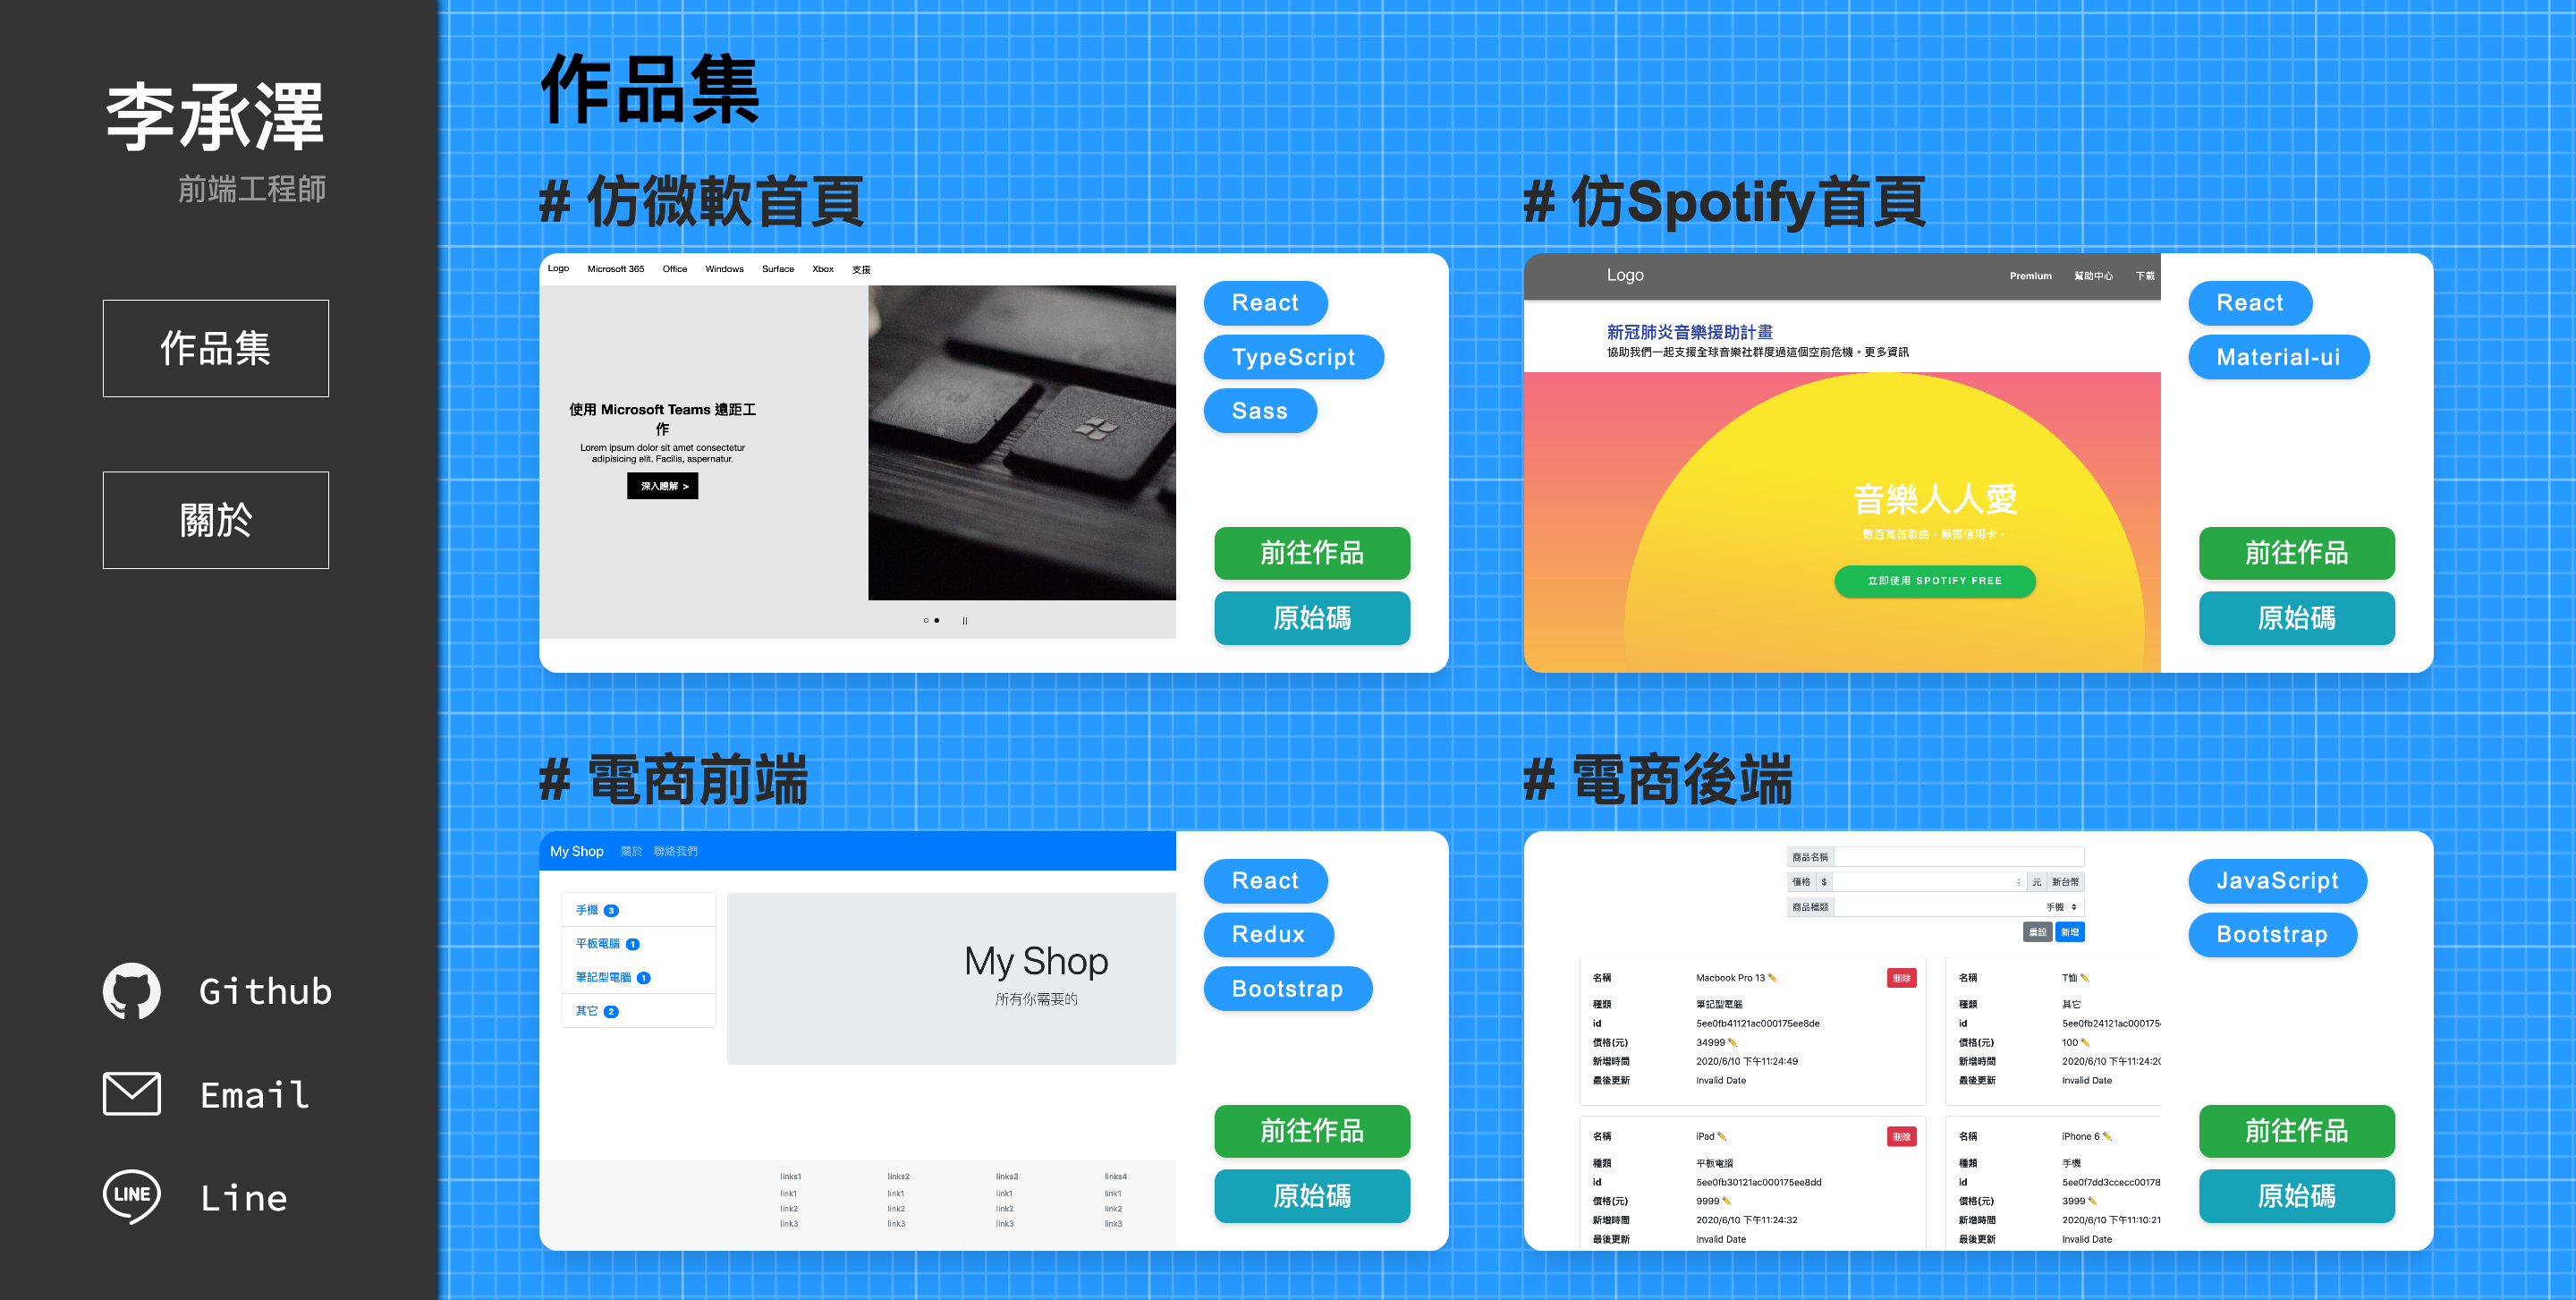 李承澤
前端工程師
作品集
關於
Github
Email
LINE
Line
作品集
# 仿微軟首頁
Logo Microsoft 365 Office Windows Surface Xbox 支援
使用 Microsoft Teams 遠距工
作
Lorem ipsum dolor sit amet consectetur
adipisicing elit. Facilis, aspernatur.
深入瞭解 >
React
TypeScript
Sass
前往作品
原始碼
# 仿Spotify首頁
Logo Premium 幫助中心 下載
新冠肺炎音樂援助計畫
協助我們一起支援全球音樂社群度過這個空前危機。更多資訊
音樂人人愛
數百萬首歌曲。無需信用卡。
立即使用 SPOTIFY FREE
React
Material-ui
前往作品
原始碼
# 電商前端
My Shop 關於 聯絡我們
手機 3
平板電腦 1
筆記型電腦 1
其它 2
My Shop
所有你需要的
links1 links2 links3 links4
link1 link1 link1 link1
link2 link2 link2 link2
link3 link3 link3 link3
React
Redux
Bootstrap
前往作品
原始碼
# 電商後端
商品名稱
價格 $ 元 新台幣
商品種類 手機
重設 新增
名稱 Macbook Pro 13 刪除
種類 筆記型電腦
id 5ee0fb41121ac000175ee8de
價格(元) 34999
新增時間 2020/6/10 下午11:24:49
最後更新 Invalid Date
名稱 T恤
種類 其它
id 5ee0fb24121ac000175
價格(元) 100
新增時間 2020/6/10 下午11:24:20
最後更新 Invalid Date
名稱 iPad 刪除
種類 平板電腦
id 5ee0fb30121ac000175ee8dd
價格(元) 9999
新增時間 2020/6/10 下午11:24:32
最後更新 Invalid Date
名稱 iPhone 6
種類 手機
id 5ee0f7dd3ccecc00178
價格(元) 3999
新增時間 2020/6/10 下午11:10:21
最後更新 Invalid Date
JavaScript
Bootstrap
前往作品
原始碼